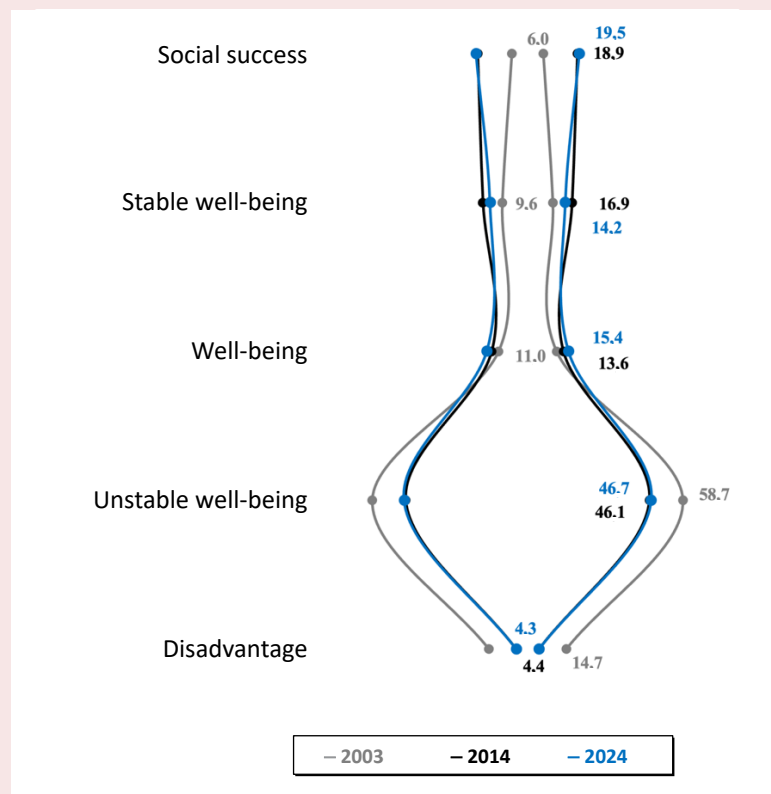 19.5
6.0
Social success
18.9
Stable well-being
9.6
16.9
14.2
15.4
Well-being
11.0
13.6
46.7
58.7
Unstable well-being
46.1
4.3
Disadvantage
4.4
14.7
– 2003 – 2014 – 2024